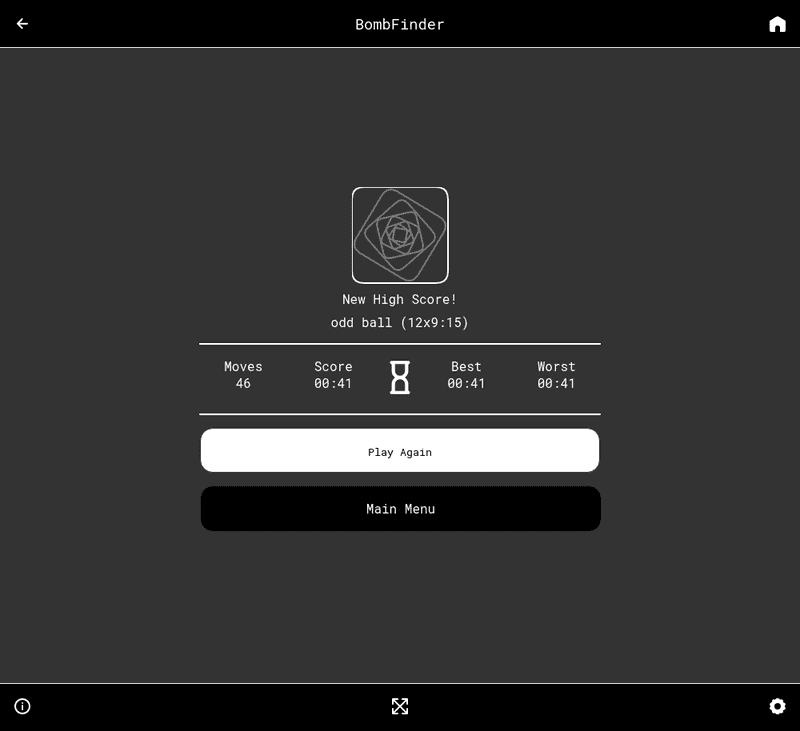 BombFinder
New High Score!
odd ball (12x9:15)
Moves Score Best Worst
46 00:41 00:41 00:41
Play Again
Main Menu